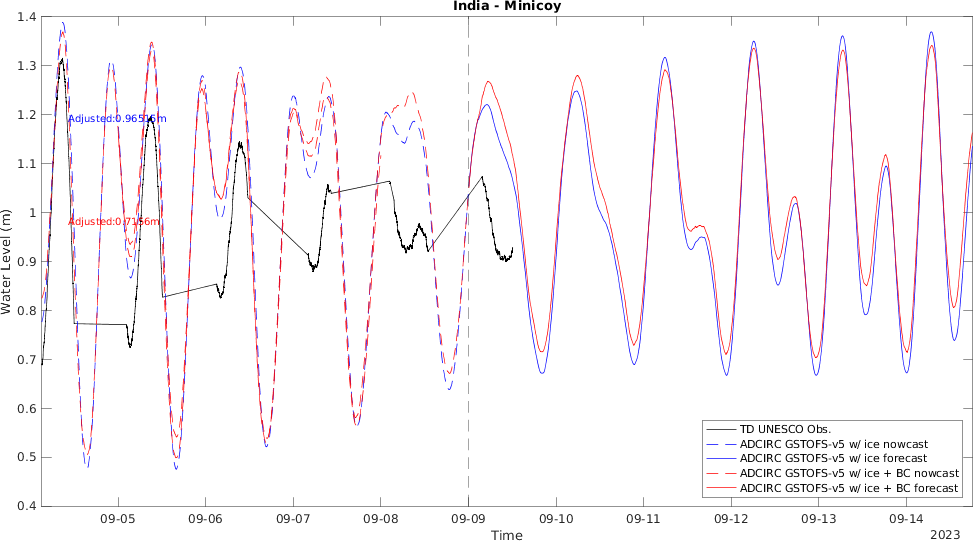 India - Minicoy
1.4
1.3
1.2
1.1
1
0.9
0.8
0.7
0.6
0.5
0.4
Water Level (m)
Adjusted:0.96516m
Adjusted:0.7156m
TD UNESCO Obs.
ADCIRC GSTOFS-v5 w/ ice nowcast
ADCIRC GSTOFS-v5 w/ ice forecast
ADCIRC GSTOFS-v5 w/ ice + BC nowcast
ADCIRC GSTOFS-v5 w/ ice + BC forecast
09-05 09-06 09-07 09-08 09-09 09-10 09-11 09-12 09-13 09-14
2023
Time